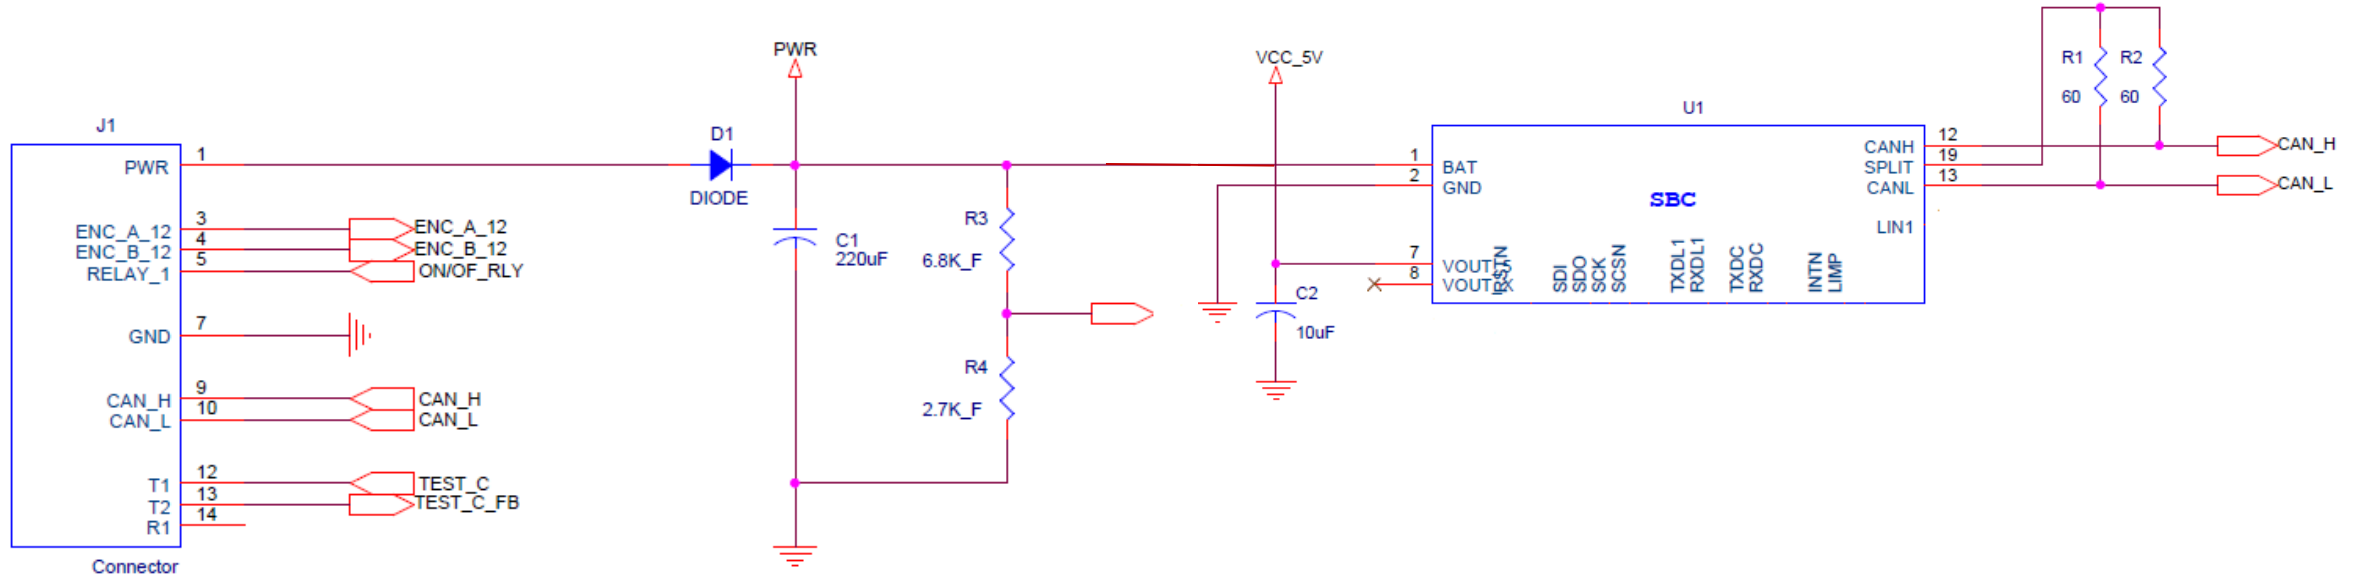 J1
PWR 1
ENC_A_12 3 ENC_A_12
ENC_B_12 4 ENC_B_12
RELAY_1 5 ON/OF_RLY
GND 7
CAN_H 9 CAN_H
CAN_L 10 CAN_L
T1 12 TEST_C
T2 13 TEST_C_FB
R1 14
Connector
D1
DIODE
PWR
C1
220uF
R3
6.8K_F
R4
2.7K_F
VCC_5V
C2
10uF
U1
SBC
1 BAT
2 GND
7 VOUT
8 VOUT
RSTN
SDI
SDO
SCK
SCSN
TXDL1
RXDL1
TXDC
RXDC
INTN
LIMP
CANH 12
SPLIT 19
CANL 13
LIN1
R1
60
R2
60
CAN_H
CAN_L